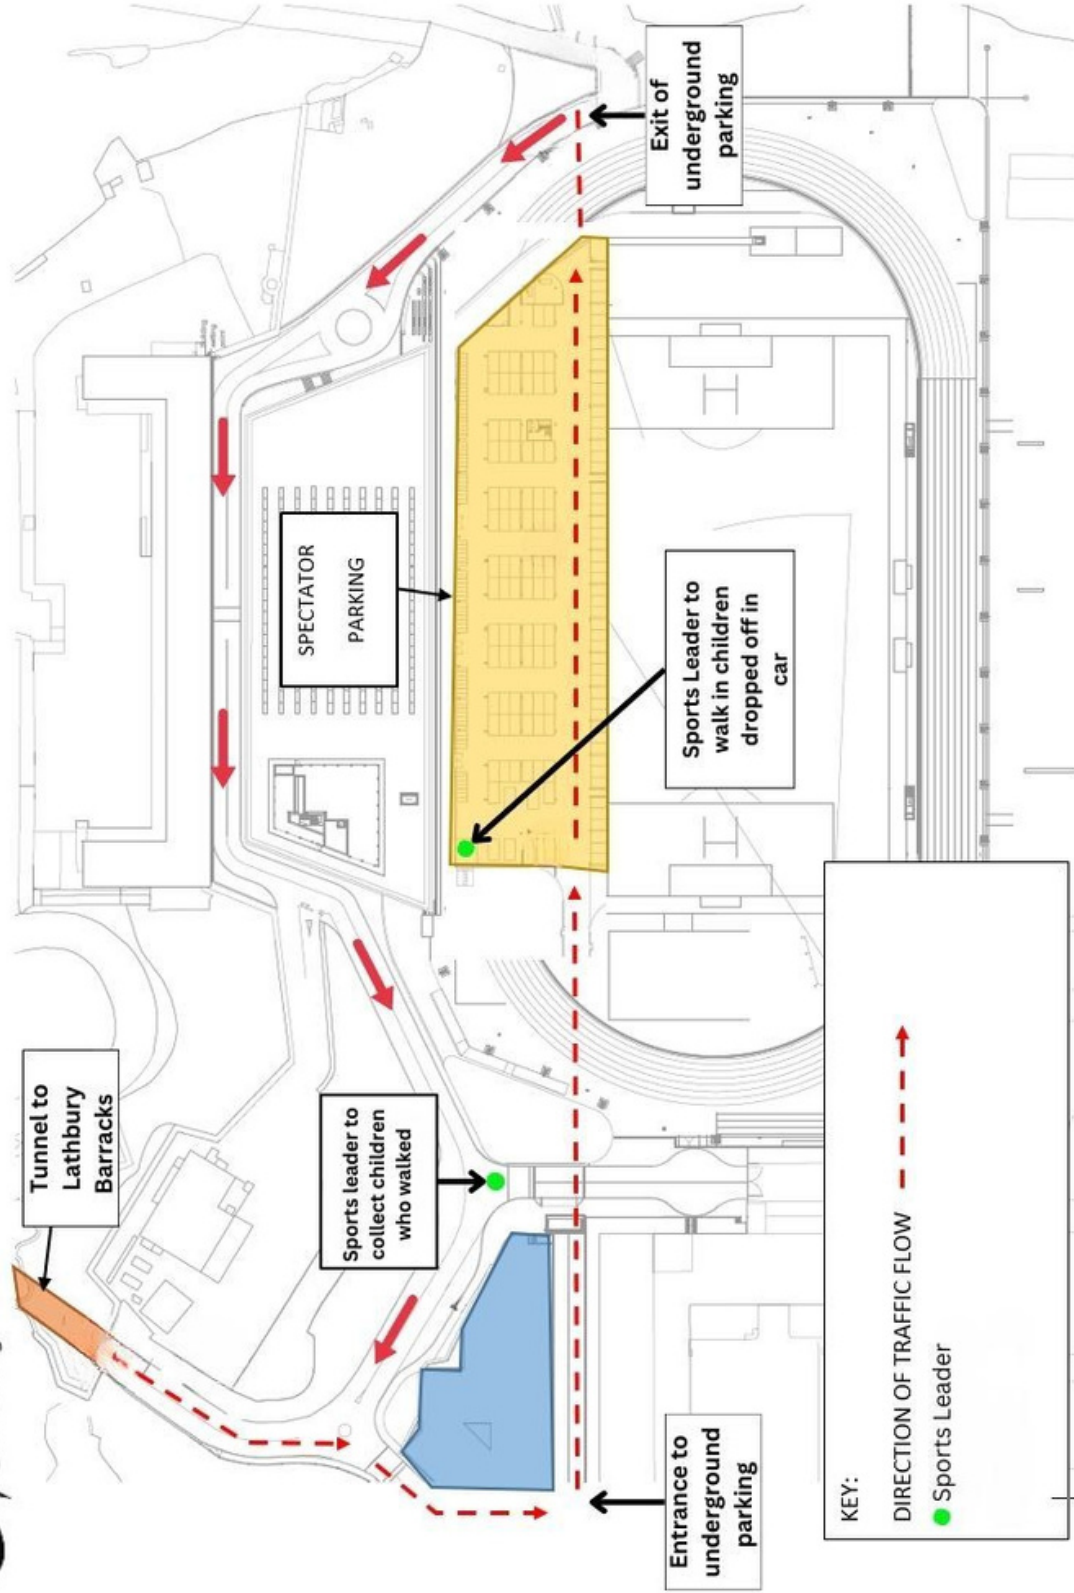 Tunnel to
Lathbury
Barracks
Sports leader to
collect children
who walked
SPECTATOR
PARKING
Exit of
underground
parking
Sports Leader to
walk in children
dropped off in
car
Entrance to
underground
parking
KEY:
DIRECTION OF TRAFFIC FLOW
Sports Leader